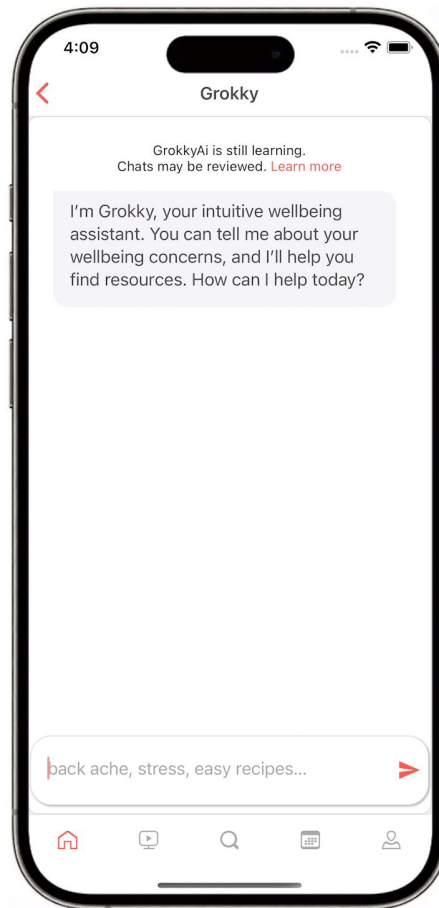 4:09
Grokky
GrokkyAi is still learning.
Chats may be reviewed. Learn more
I'm Grokky, your intuitive wellbeing
assistant. You can tell me about your
wellbeing concerns, and I'll help you
find resources. How can I help today?
back ache, stress, easy recipes...